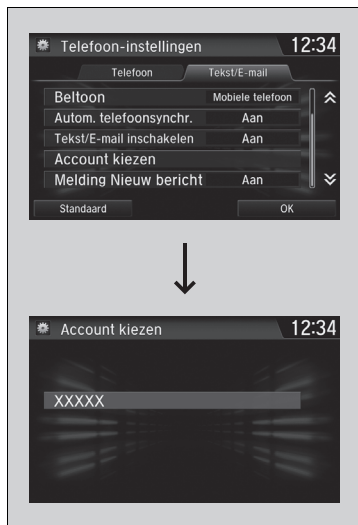 Telefoon-instellingen 12:34
Telefoon Tekst/E-mail
Beltoon Mobiele telefoon
Autom. telefoonsynchr. Aan
Tekst/E-mail inschakelen Aan
Account kiezen
Melding Nieuw bericht Aan
Standaard OK
Account kiezen 12:34
XXXXX